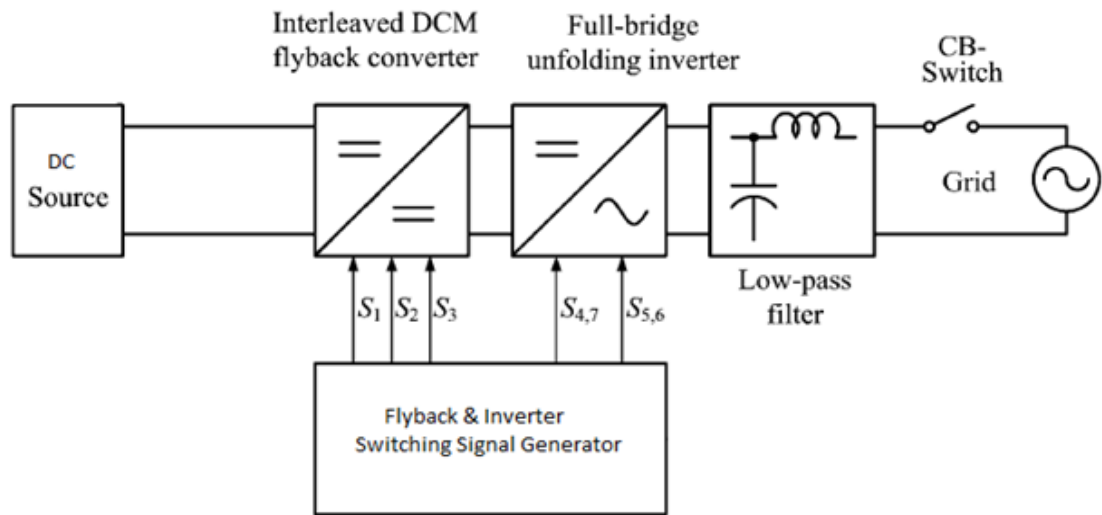 Interleaved DCM
flyback converter
Full-bridge
unfolding inverter
CB-
Switch
DC
Source
Grid
Low-pass
filter
S1
S2
S3
S4,7
S5,6
Flyback & Inverter
Switching Signal Generator